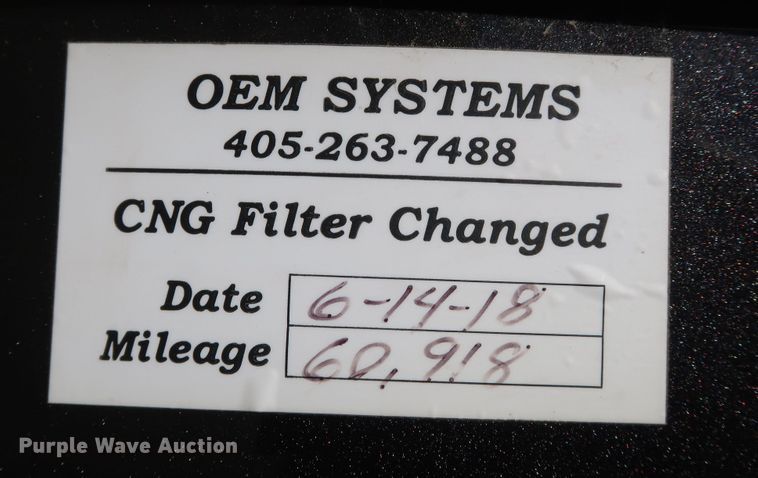 OEM SYSTEMS
405-263-7488
CNG Filter Changed
Date 6-14-18
Mileage 60,918
Purple Wave Auction